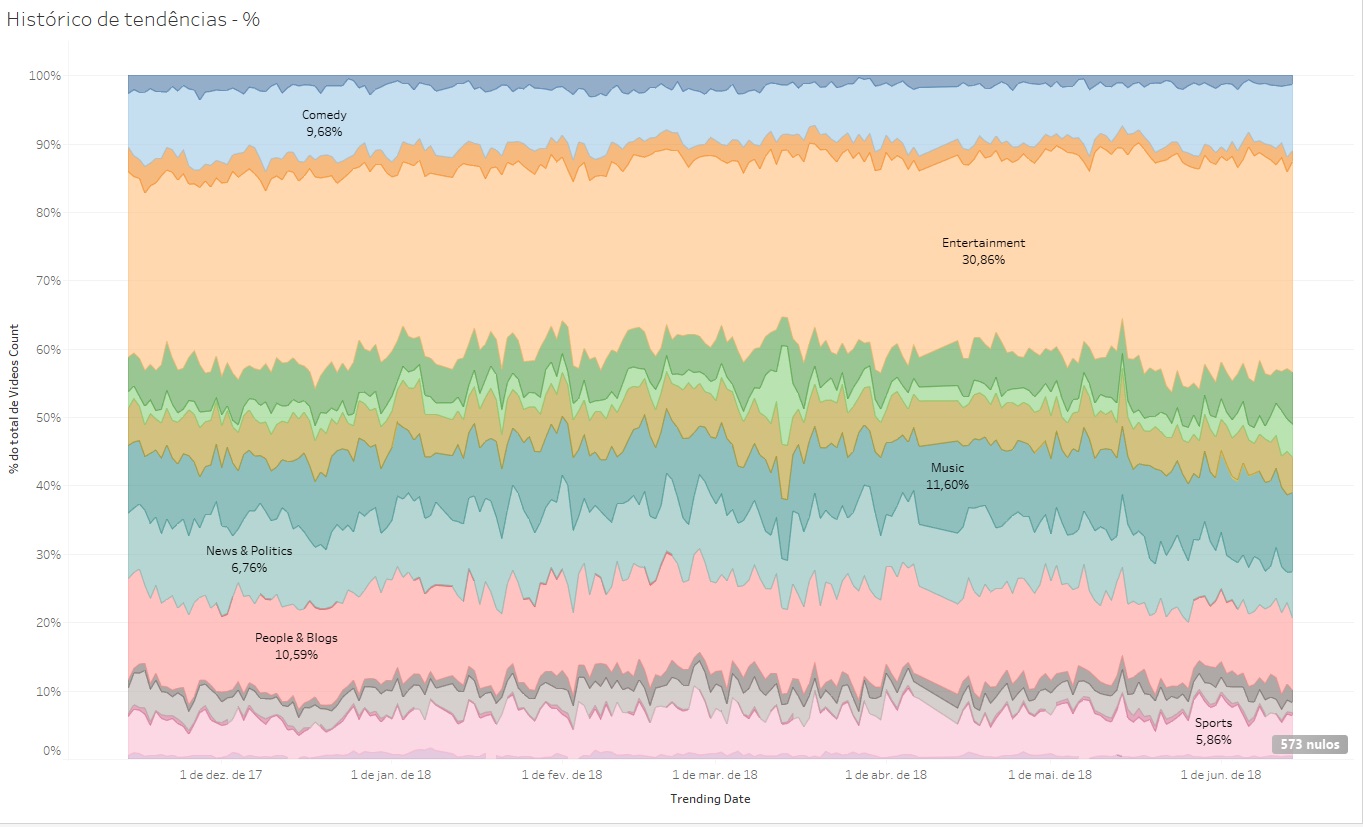 Histórico de tendências - %
100%
90%
80%
70%
60%
50%
40%
30%
20%
10%
0%
% do total de Videos Count
Comedy
9,68%
Entertainment
30,86%
Music
11,60%
News & Politics
6,76%
People & Blogs
10,59%
Sports
5,86%
573 nulos
1 de dez. de 17
1 de jan. de 18
1 de fev. de 18
1 de mar. de 18
1 de abr. de 18
1 de mai. de 18
1 de jun. de 18
Trending Date